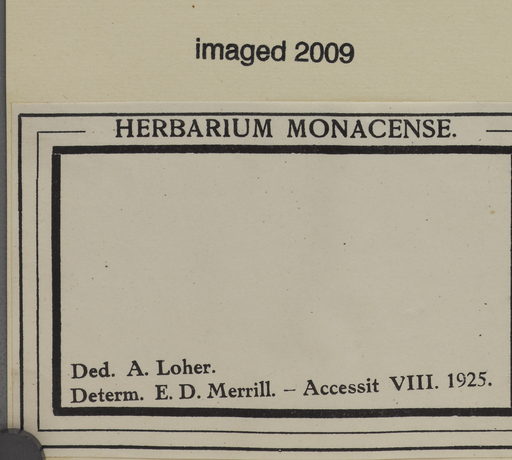 imaged 2009
HERBARIUM MONACENSE.
Ded. A. Loher.
Determ. E. D. Merrill. – Accessit VIII. 1925.